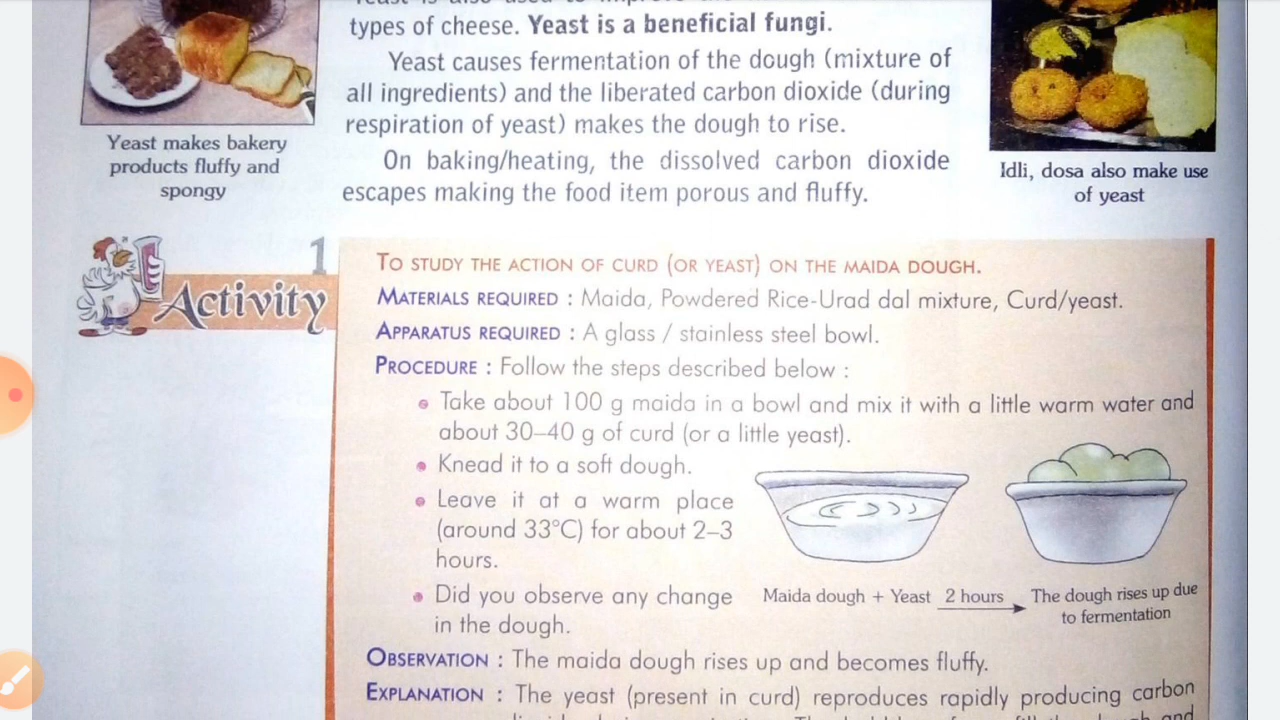 types of cheese. Yeast is a beneficial fungi.
Yeast causes fermentation of the dough (mixture of
all ingredients) and the liberated carbon dioxide (during
respiration of yeast) makes the dough to rise.
On baking/heating, the dissolved carbon dioxide
escapes making the food item porous and fluffy.
Yeast makes bakery
products fluffy and
spongy
Idli, dosa also make use
of yeast
1
Activity
TO STUDY THE ACTION OF CURD (OR YEAST) ON THE MAIDA DOUGH.
MATERIALS REQUIRED : Maida, Powdered Rice-Urad dal mixture, Curd/yeast.
APPARATUS REQUIRED : A glass / stainless steel bowl.
PROCEDURE : Follow the steps described below :
• Take about 100 g maida in a bowl and mix it with a little warm water and
about 30–40 g of curd (or a little yeast).
• Knead it to a soft dough.
• Leave it at a warm place
(around 33°C) for about 2–3
hours.
• Did you observe any change
in the dough.
Maida dough + Yeast 2 hours The dough rises up due
to fermentation
OBSERVATION : The maida dough rises up and becomes fluffy.
EXPLANATION : The yeast (present in curd) reproduces rapidly producing carbon